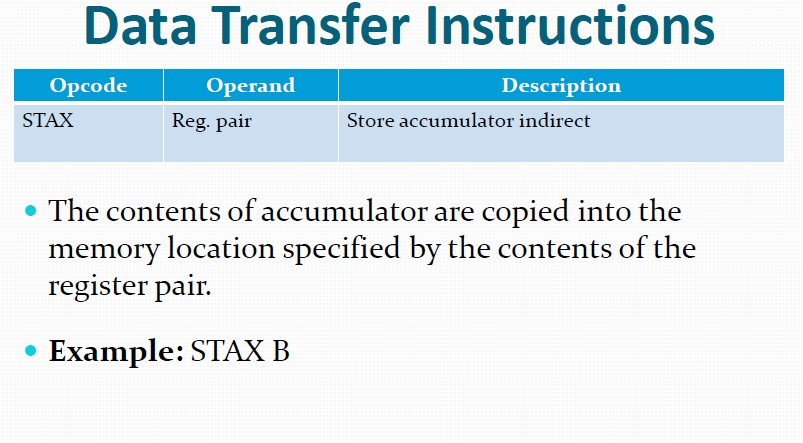 Data Transfer Instructions
Opcode Operand Description
STAX Reg. pair Store accumulator indirect
The contents of accumulator are copied into the
memory location specified by the contents of the
register pair.
Example: STAX B